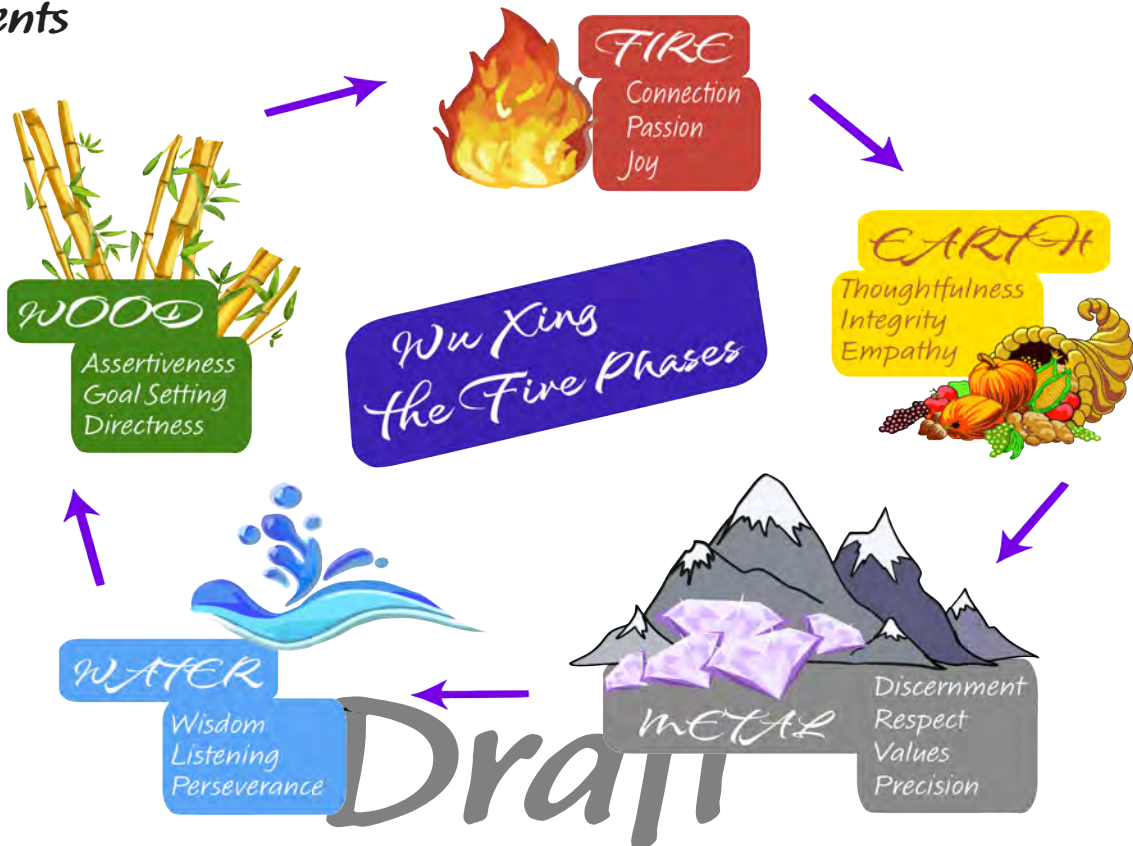 ents
FIRE
Connection
Passion
Joy
EARTH
Thoughtfulness
Integrity
Empathy
WOOD
Assertiveness
Goal Setting
Directness
Wu Xing
the Five Phases
WATER
Wisdom
Listening
Perseverance
METAL
Discernment
Respect
Values
Precision
Draft